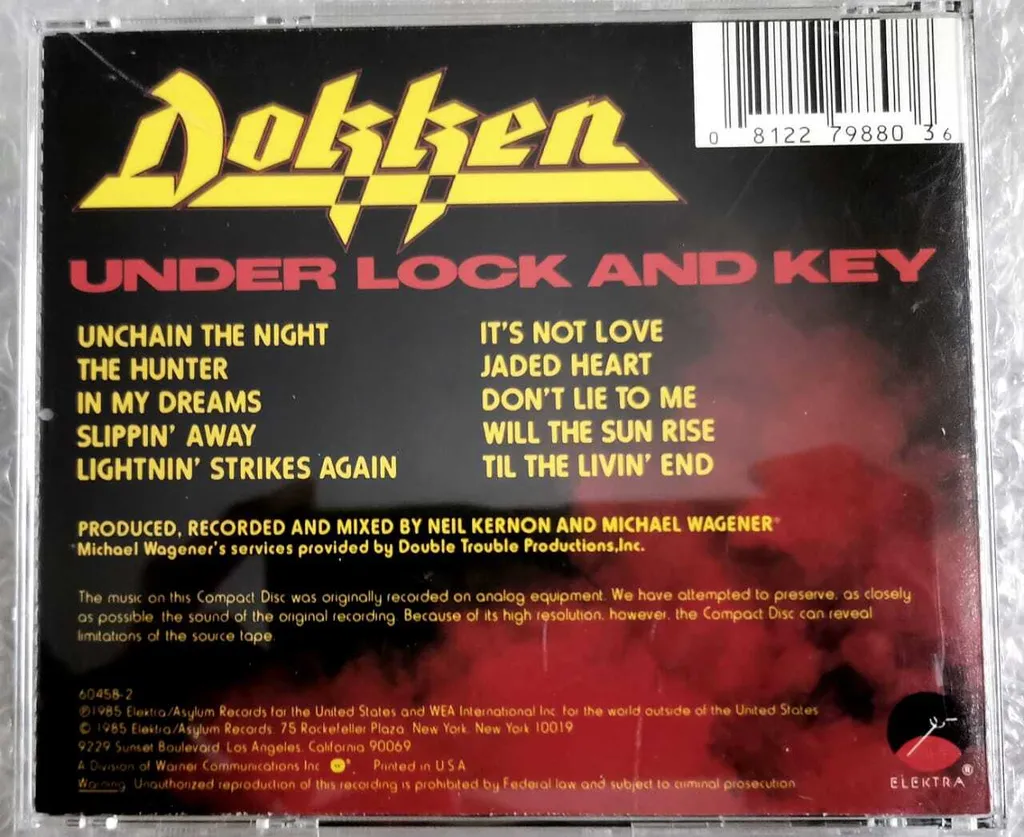 DOKKEN
0 8122 79880 3 6
UNDER LOCK AND KEY
UNCHAIN THE NIGHT
THE HUNTER
IN MY DREAMS
SLIPPIN' AWAY
LIGHTNIN' STRIKES AGAIN
IT'S NOT LOVE
JADED HEART
DON'T LIE TO ME
WILL THE SUN RISE
TIL THE LIVIN' END
PRODUCED, RECORDED AND MIXED BY NEIL KERNON AND MICHAEL WAGENER*
*Michael Wagener's services provided by Double Trouble Productions,Inc.
The music on this Compact Disc was originally recorded on analog equipment. We have attempted to preserve, as closely
as possible, the sound of the original recording. Because of its high resolution, however, the Compact Disc can reveal
limitations of the source tape.
60458-2
℗1985 Elektra/Asylum Records for the United States and WEA International Inc. for the world outside of the United States
© 1985 Elektra/Asylum Records, 75 Rockefeller Plaza, New York, New York 10019
9229 Sunset Boulevard, Los Angeles, California 90069
A Division of Warner Communications Inc. ® Printed in U.S.A.
Warning: Unauthorized reproduction of this recording is prohibited by Federal law and subject to criminal prosecution.
ELEKTRA®